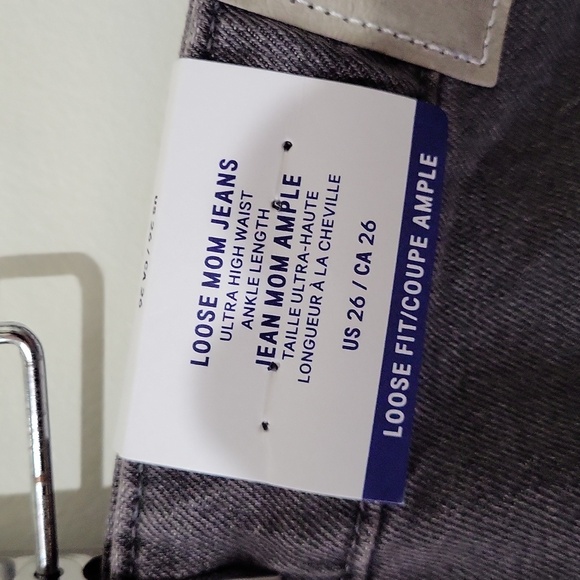 LOOSE MOM JEANS
ULTRA HIGH WAIST
ANKLE LENGTH
JEAN MOM AMPLE
TAILLE ULTRA-HAUTE
LONGUEUR À LA CHEVILLE
US 26 / CA 26
LOOSE FIT/COUPE AMPLE